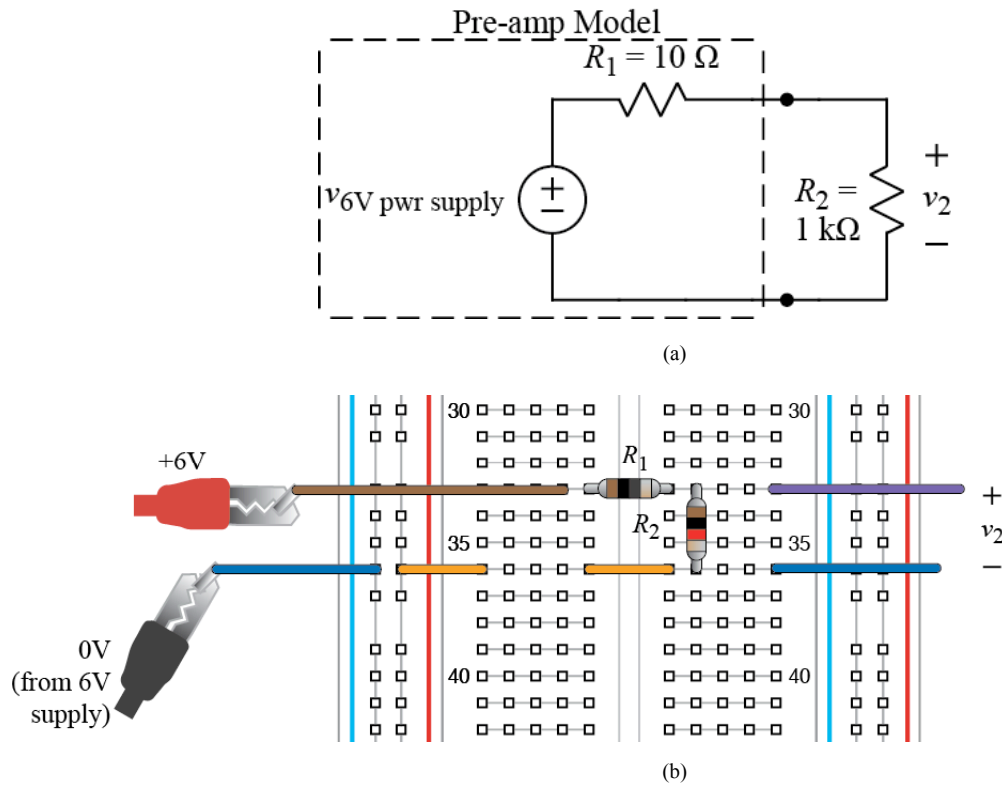 Pre-amp Model
R1 = 10 Ω
+
−
v6V pwr supply
R2 =
1 kΩ
+
v2
−
(a)
30
30
+6V
R1
R2
+
v2
−
35
35
0V
(from 6V
supply)
40
40
(b)